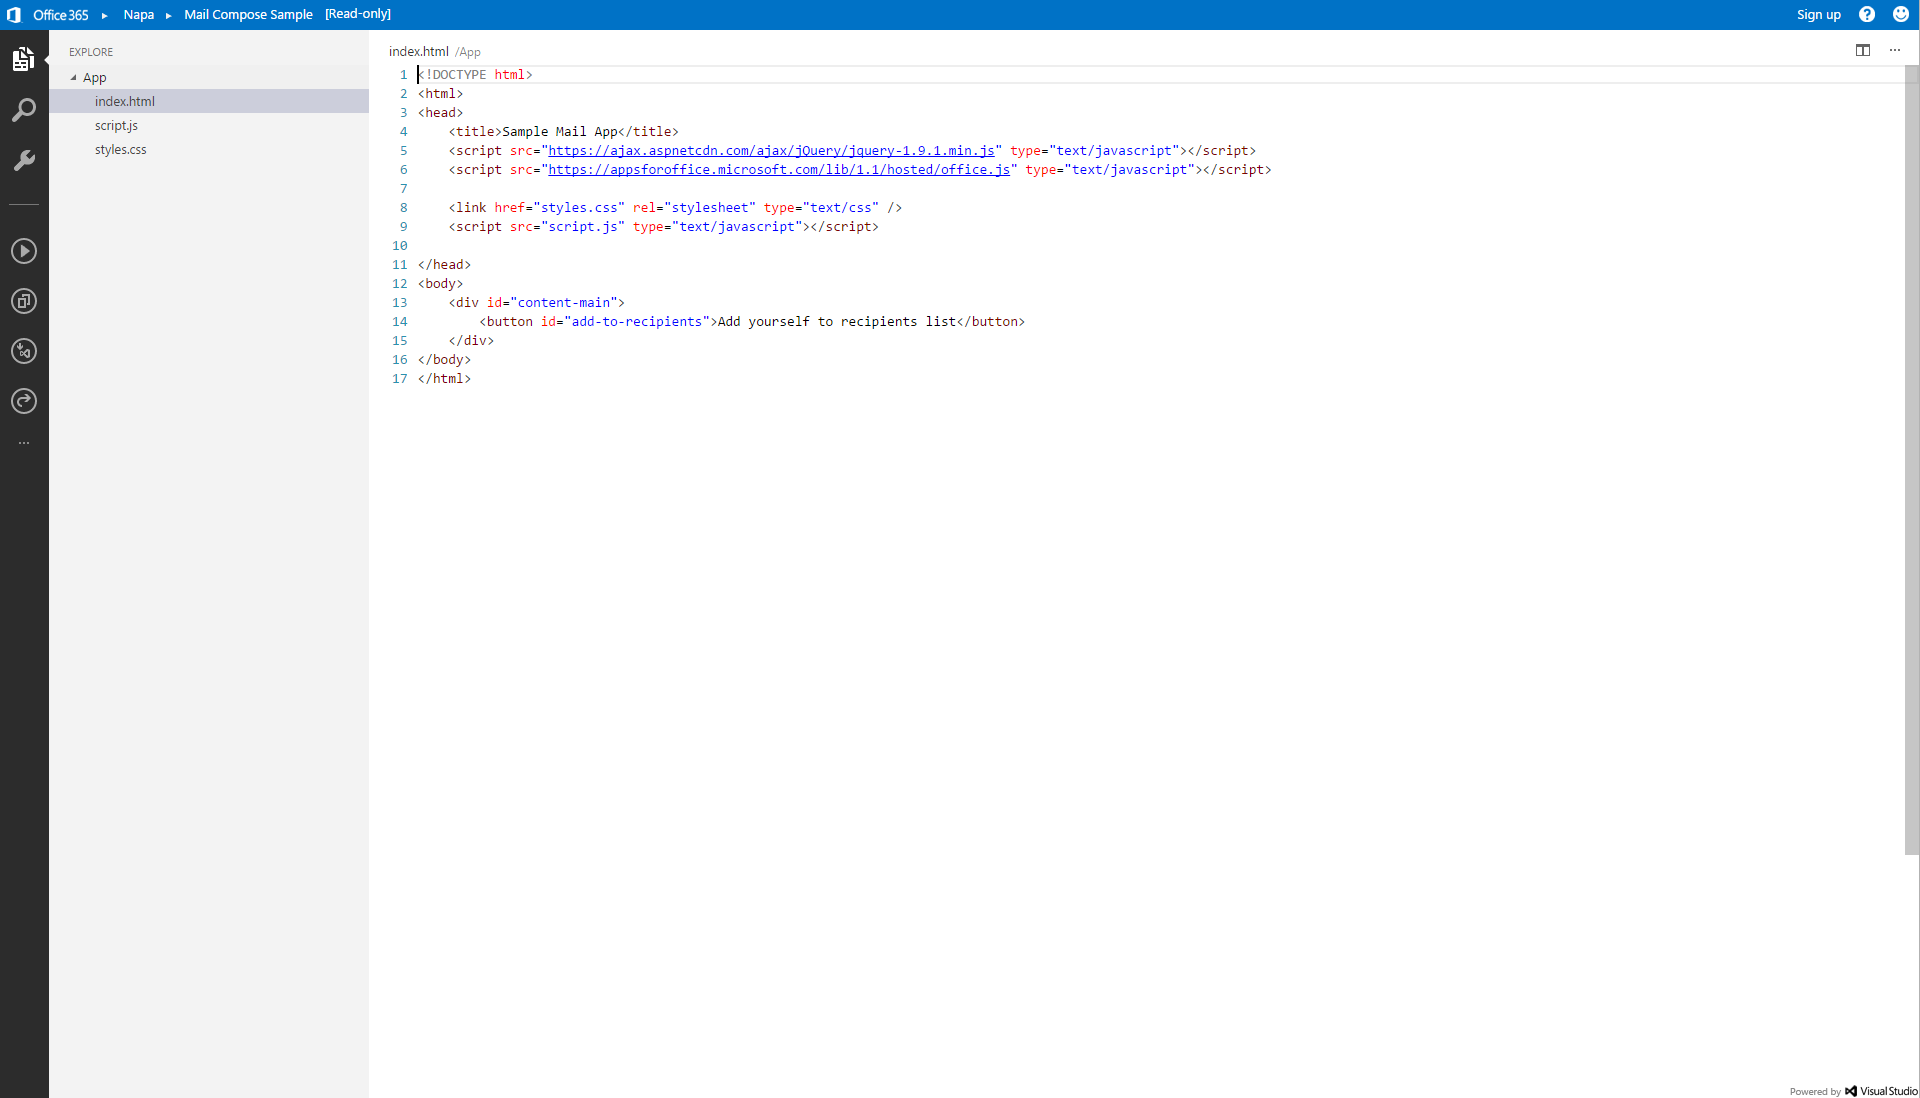 Office 365 ▸ Napa ▸ Mail Compose Sample [Read-only]
Sign up
EXPLORE
App
index.html
script.js
styles.css
index.html /App
1 <!DOCTYPE html>
2 <html>
3 <head>
4     <title>Sample Mail App</title>
5     <script src="https://ajax.aspnetcdn.com/ajax/jQuery/jquery-1.9.1.min.js" type="text/javascript"></script>
6     <script src="https://appsforoffice.microsoft.com/lib/1.1/hosted/office.js" type="text/javascript"></script>
7
8     <link href="styles.css" rel="stylesheet" type="text/css" />
9     <script src="script.js" type="text/javascript"></script>
10
11 </head>
12 <body>
13     <div id="content-main">
14         <button id="add-to-recipients">Add yourself to recipients list</button>
15     </div>
16 </body>
17 </html>
Powered by Visual Studio